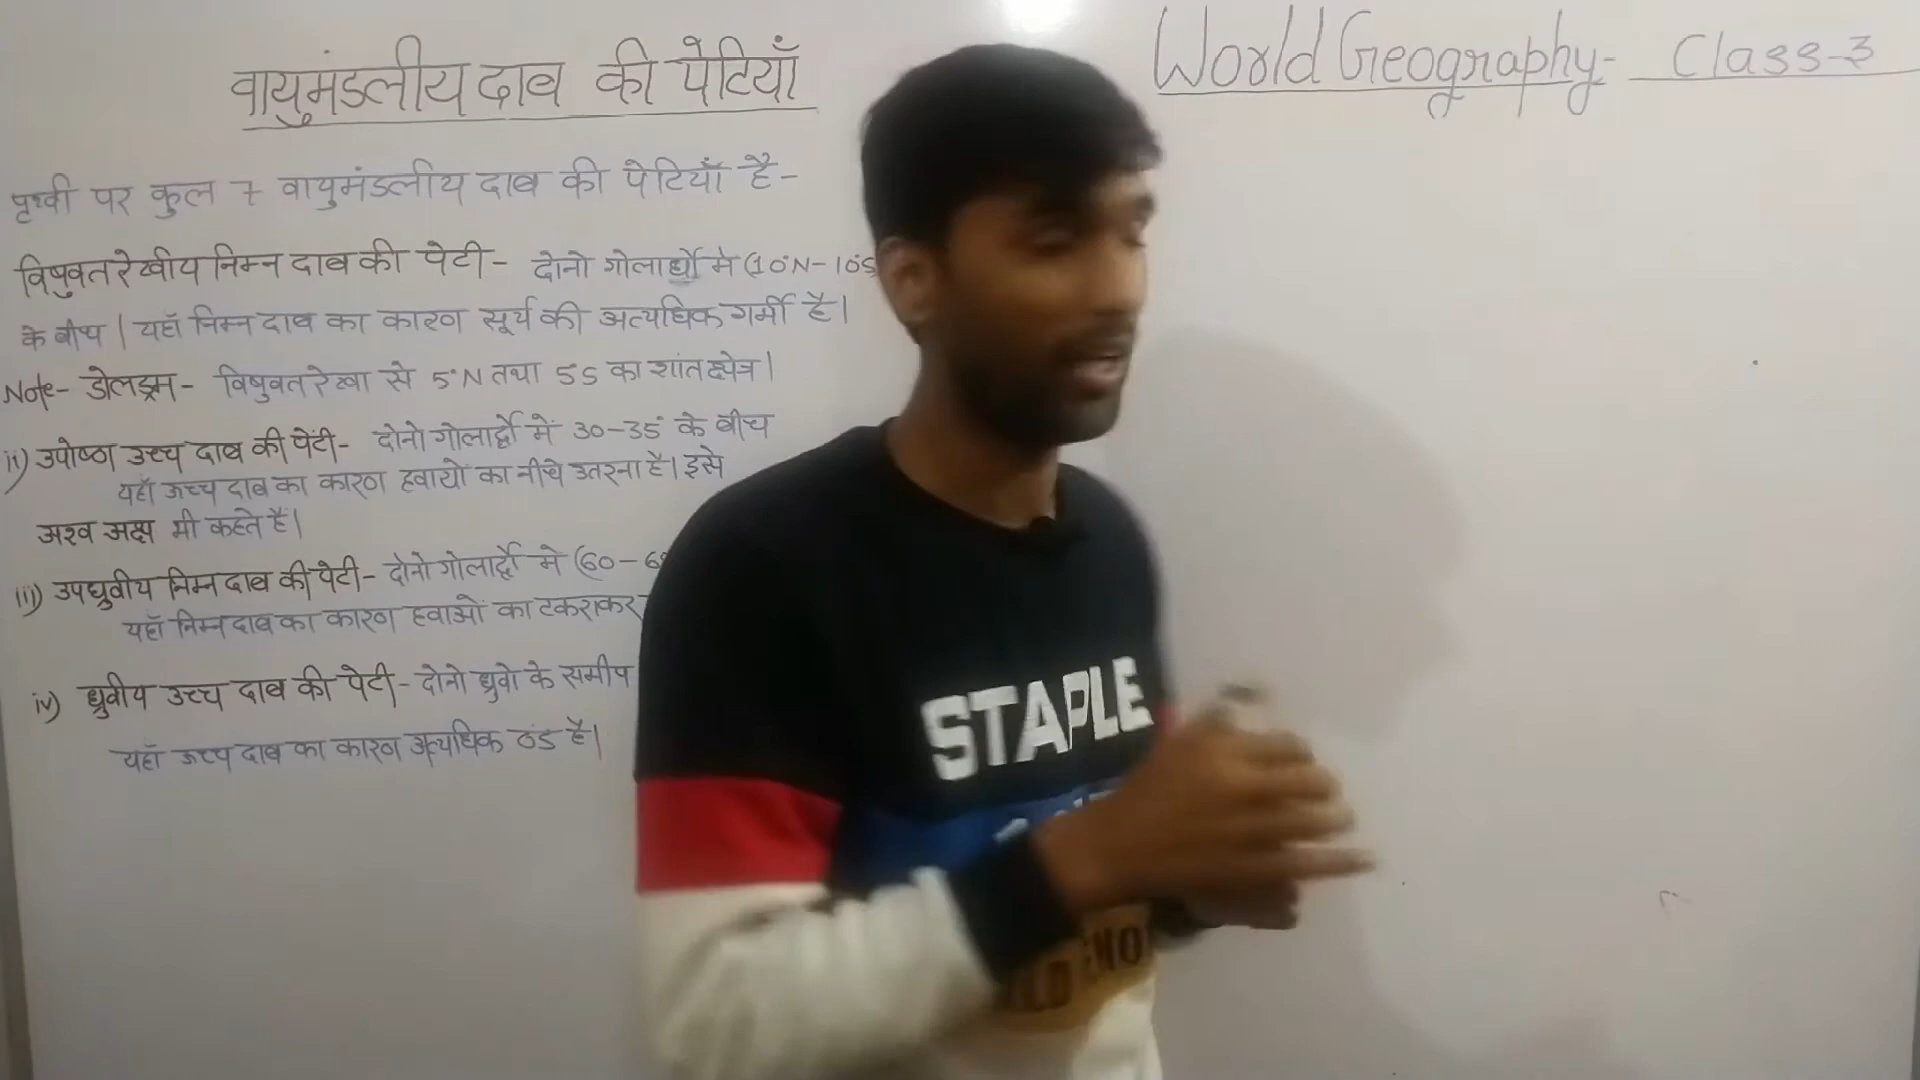 वायुमंडलीय दाब की पेटियाँ
World Geography- Class-3
पृथ्वी पर कुल 7 वायुमंडलीय दाब की पेटियाँ है-
विषुवत रेखीय निम्न दाब की पेटी- दोनो गोलार्धो मे (10°N-10°S
के बीच | यहाँ निम्न दाब का कारण सूर्य की अत्यधिक गर्मी है।
Note- डोलड्रम- विषुवत रेखा से 5°N तथा 5°S का शांत क्षेत्र।
ii) उपोष्ण उच्च दाब की पेंटी- दोनो गोलार्द्धो में 30-35° के बीच
यहाँ उच्च दाब का कारण हवायो का नीचे उतरना है। इसे
अश्व अक्ष भी कहते है।
iii) उपध्रुवीय निम्न दाब की पेटी- दोनो गोलार्द्धो मे (60-6
यहाँ निम्न दाब का कारण हवाओं का टकराकर
iv) ध्रुवीय उच्च दाब की पेटी- दोनो ध्रुवो के समीप
यहाँ उच्च दाब का कारण अत्यधिक ठंड है।
STAPLE